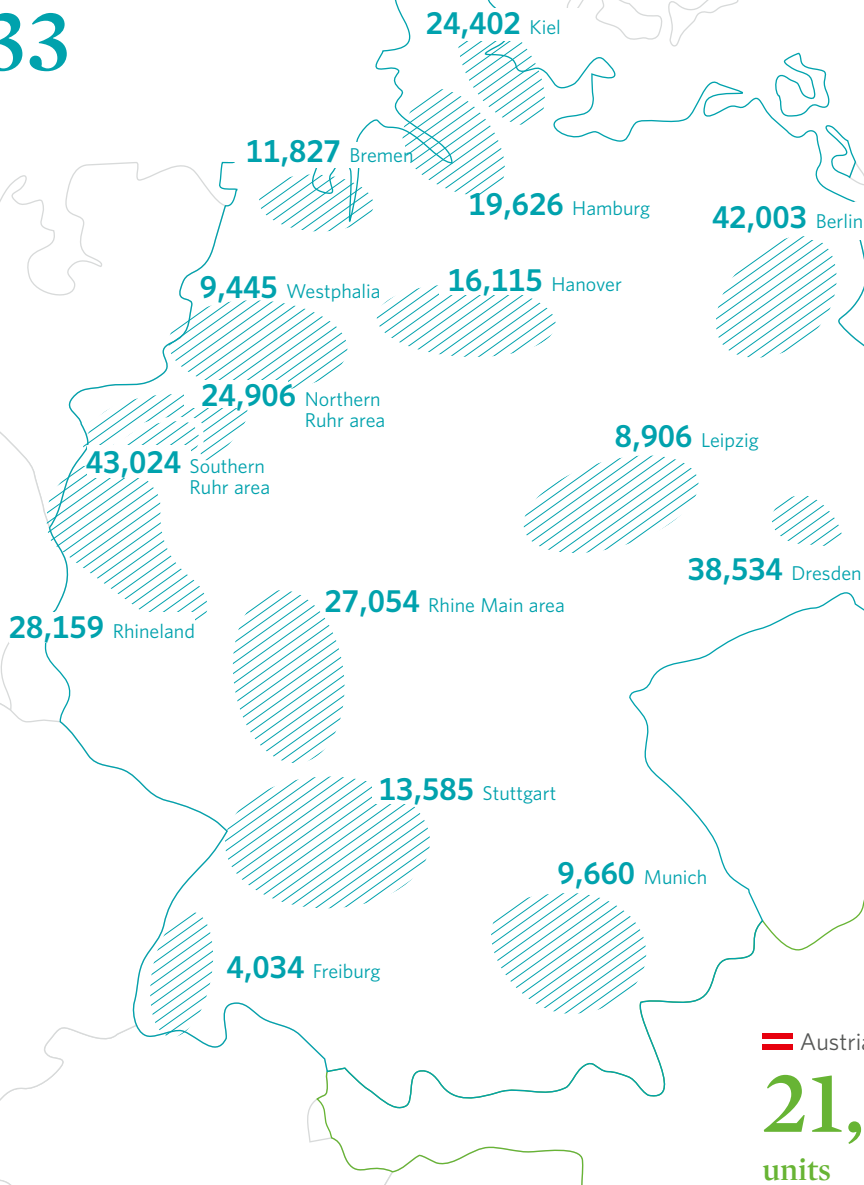 33
24,402 Kiel
11,827 Bremen
19,626 Hamburg
42,003 Berlin
9,445 Westphalia
16,115 Hanover
24,906 Northern
Ruhr area
8,906 Leipzig
43,024 Southern
Ruhr area
38,534 Dresden
27,054 Rhine Main area
28,159 Rhineland
13,585 Stuttgart
9,660 Munich
4,034 Freiburg
Austria
21,
units